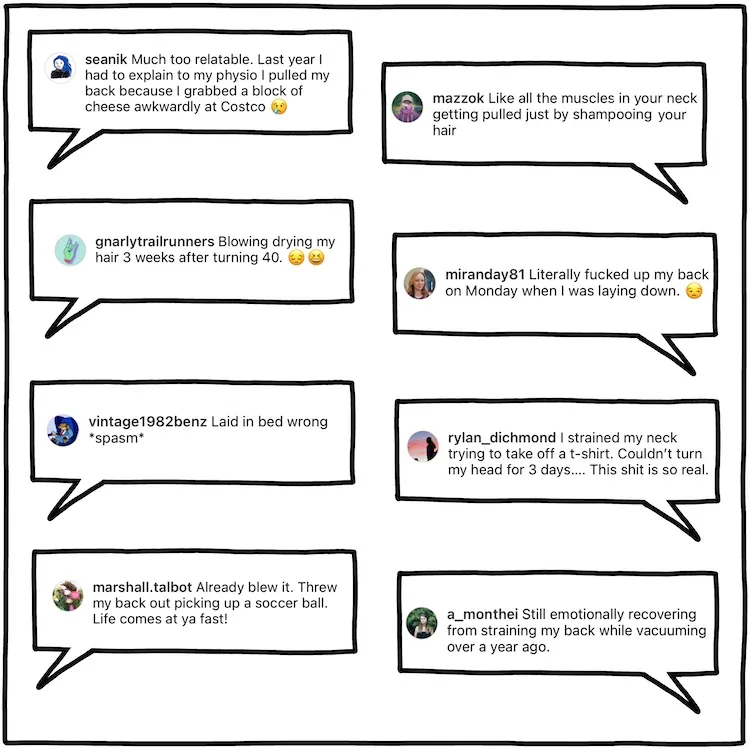 seanik Much too relatable. Last year I
had to explain to my physio I pulled my
back because I grabbed a block of
cheese awkwardly at Costco 😢
mazzok Like all the muscles in your neck
getting pulled just by shampooing your
hair
gnarlytrailrunners Blowing drying my
hair 3 weeks after turning 40. 😔😆
miranday81 Literally fucked up my back
on Monday when I was laying down. 😒
vintage1982benz Laid in bed wrong
*spasm*
rylan_dichmond I strained my neck
trying to take off a t-shirt. Couldn't turn
my head for 3 days.... This shit is so real.
marshall.talbot Already blew it. Threw
my back out picking up a soccer ball.
Life comes at ya fast!
a_monthei Still emotionally recovering
from straining my back while vacuuming
over a year ago.